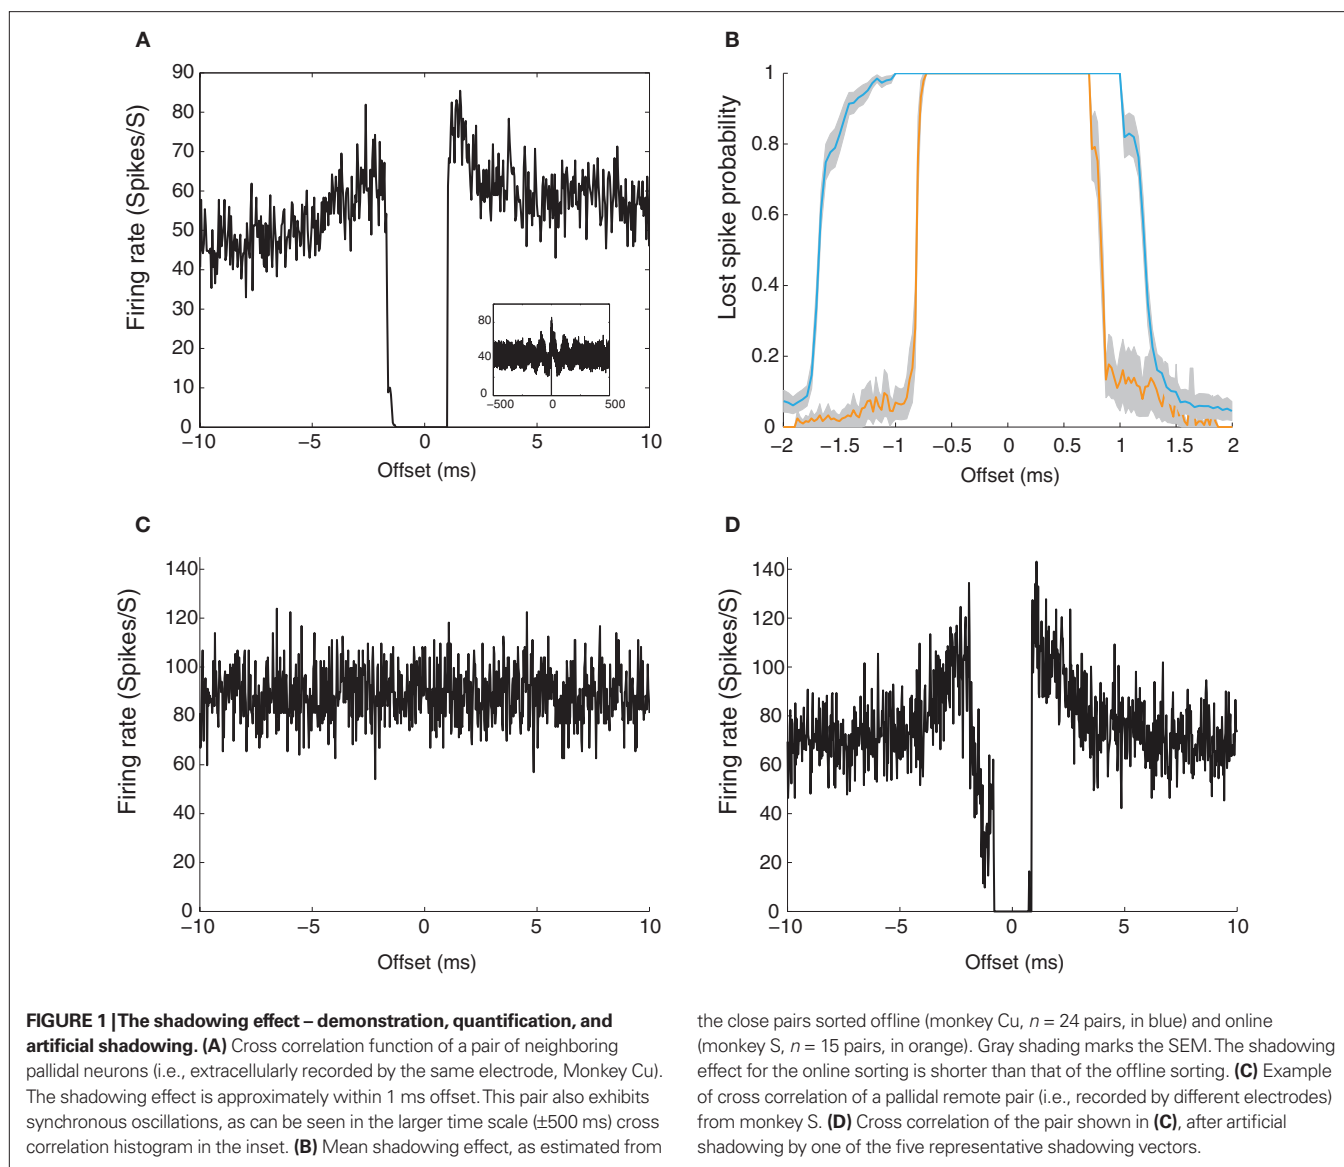 A
Firing rate (Spikes/S)
90
80
70
60
50
40
30
20
10
0
−10
−5
0
5
10
Offset (ms)
80
40
0
−500
0
500
B
Lost spike probability
1
0.8
0.6
0.4
0.2
0
−2
−1.5
−1
−0.5
0
0.5
1
1.5
2
Offset (ms)
C
Firing rate (Spikes/S)
140
120
100
80
60
40
20
0
−10
−5
0
5
10
Offset (ms)
D
Firing rate (Spikes/S)
140
120
100
80
60
40
20
0
−10
−5
0
5
10
Offset (ms)
FIGURE 1 | The shadowing effect – demonstration, quantification, and
artificial shadowing. (A) Cross correlation function of a pair of neighboring
pallidal neurons (i.e., extracellularly recorded by the same electrode, Monkey Cu).
The shadowing effect is approximately within 1 ms offset. This pair also exhibits
synchronous oscillations, as can be seen in the larger time scale (±500 ms) cross
correlation histogram in the inset. (B) Mean shadowing effect, as estimated from
the close pairs sorted offline (monkey Cu, n = 24 pairs, in blue) and online
(monkey S, n = 15 pairs, in orange). Gray shading marks the SEM. The shadowing
effect for the online sorting is shorter than that of the offline sorting. (C) Example
of cross correlation of a pallidal remote pair (i.e., recorded by different electrodes)
from monkey S. (D) Cross correlation of the pair shown in (C), after artificial
shadowing by one of the five representative shadowing vectors.